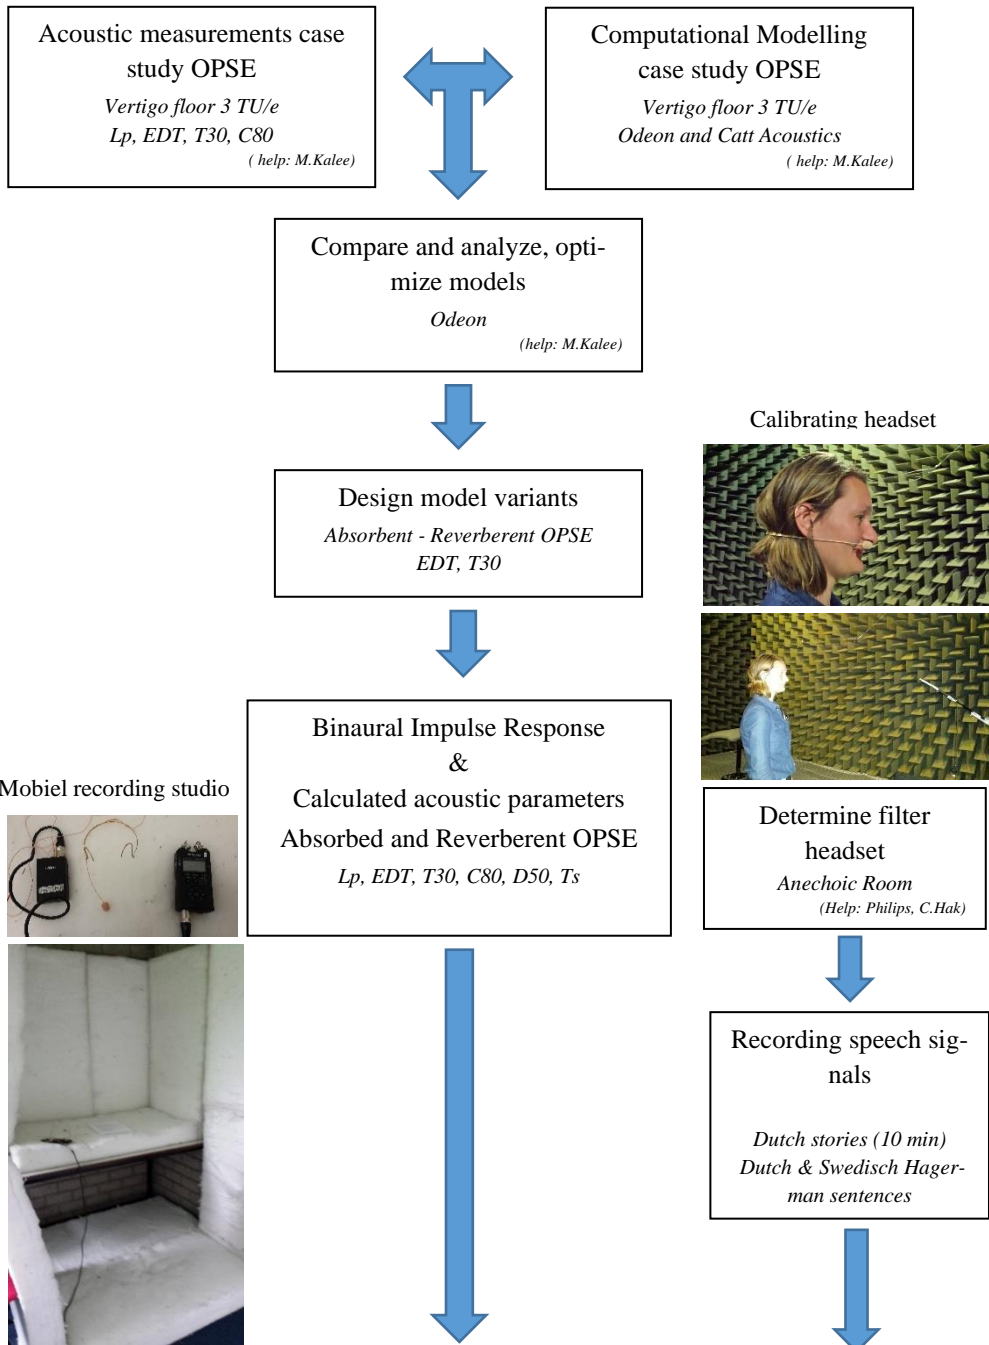 Acoustic measurements case
study OPSE
Vertigo floor 3 TU/e
Lp, EDT, T30, C80
( help: M.Kalee)
Computational Modelling
case study OPSE
Vertigo floor 3 TU/e
Odeon and Catt Acoustics
( help: M.Kalee)
Compare and analyze, opti-
mize models
Odeon
(help: M.Kalee)
Design model variants
Absorbent - Reverberent OPSE
EDT, T30
Calibrating headset
Binaural Impulse Response
&
Calculated acoustic parameters
Absorbed and Reverberent OPSE
Lp, EDT, T30, C80, D50, Ts
Mobiel recording studio
Determine filter
headset
Anechoic Room
(Help: Philips, C.Hak)
Recording speech sig-
nals
Dutch stories (10 min)
Dutch & Swedisch Hager-
man sentences